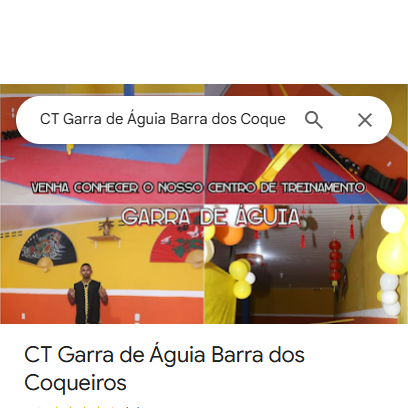 CT Garra de Águia Barra dos Coque
VENHA CONHECER O NOSSO CENTRO DE TREINAMENTO
GARRA DE ÁGUIA
CT Garra de Águia Barra dos
Coqueiros